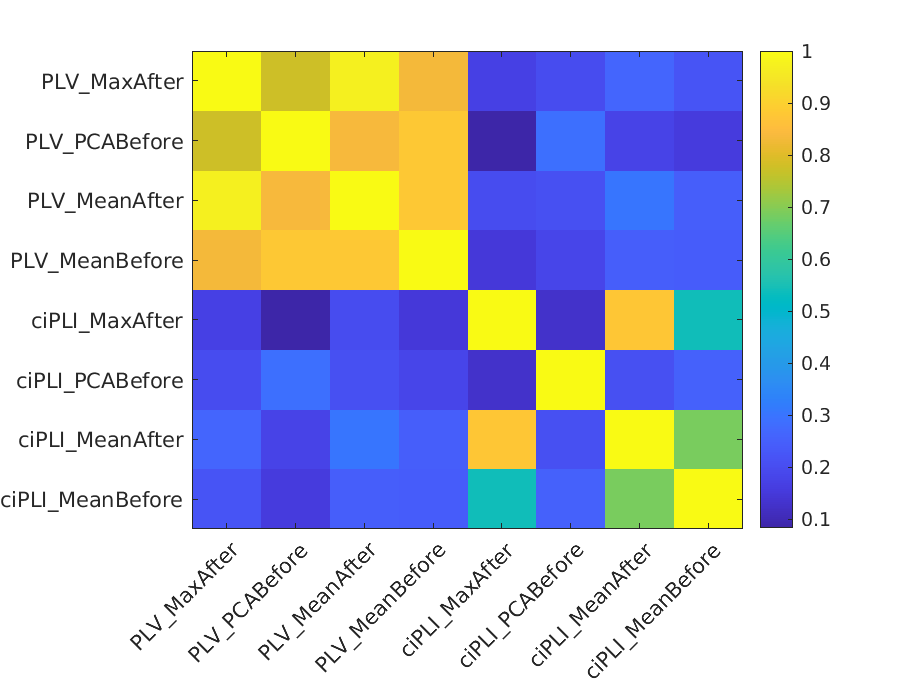 PLV_MaxAfter
PLV_PCABefore
PLV_MeanAfter
PLV_MeanBefore
ciPLI_MaxAfter
ciPLI_PCABefore
ciPLI_MeanAfter
ciPLI_MeanBefore
PLV_MaxAfter
PLV_PCABefore
PLV_MeanAfter
PLV_MeanBefore
ciPLI_MaxAfter
ciPLI_PCABefore
ciPLI_MeanAfter
ciPLI_MeanBefore
1
0.9
0.8
0.7
0.6
0.5
0.4
0.3
0.2
0.1